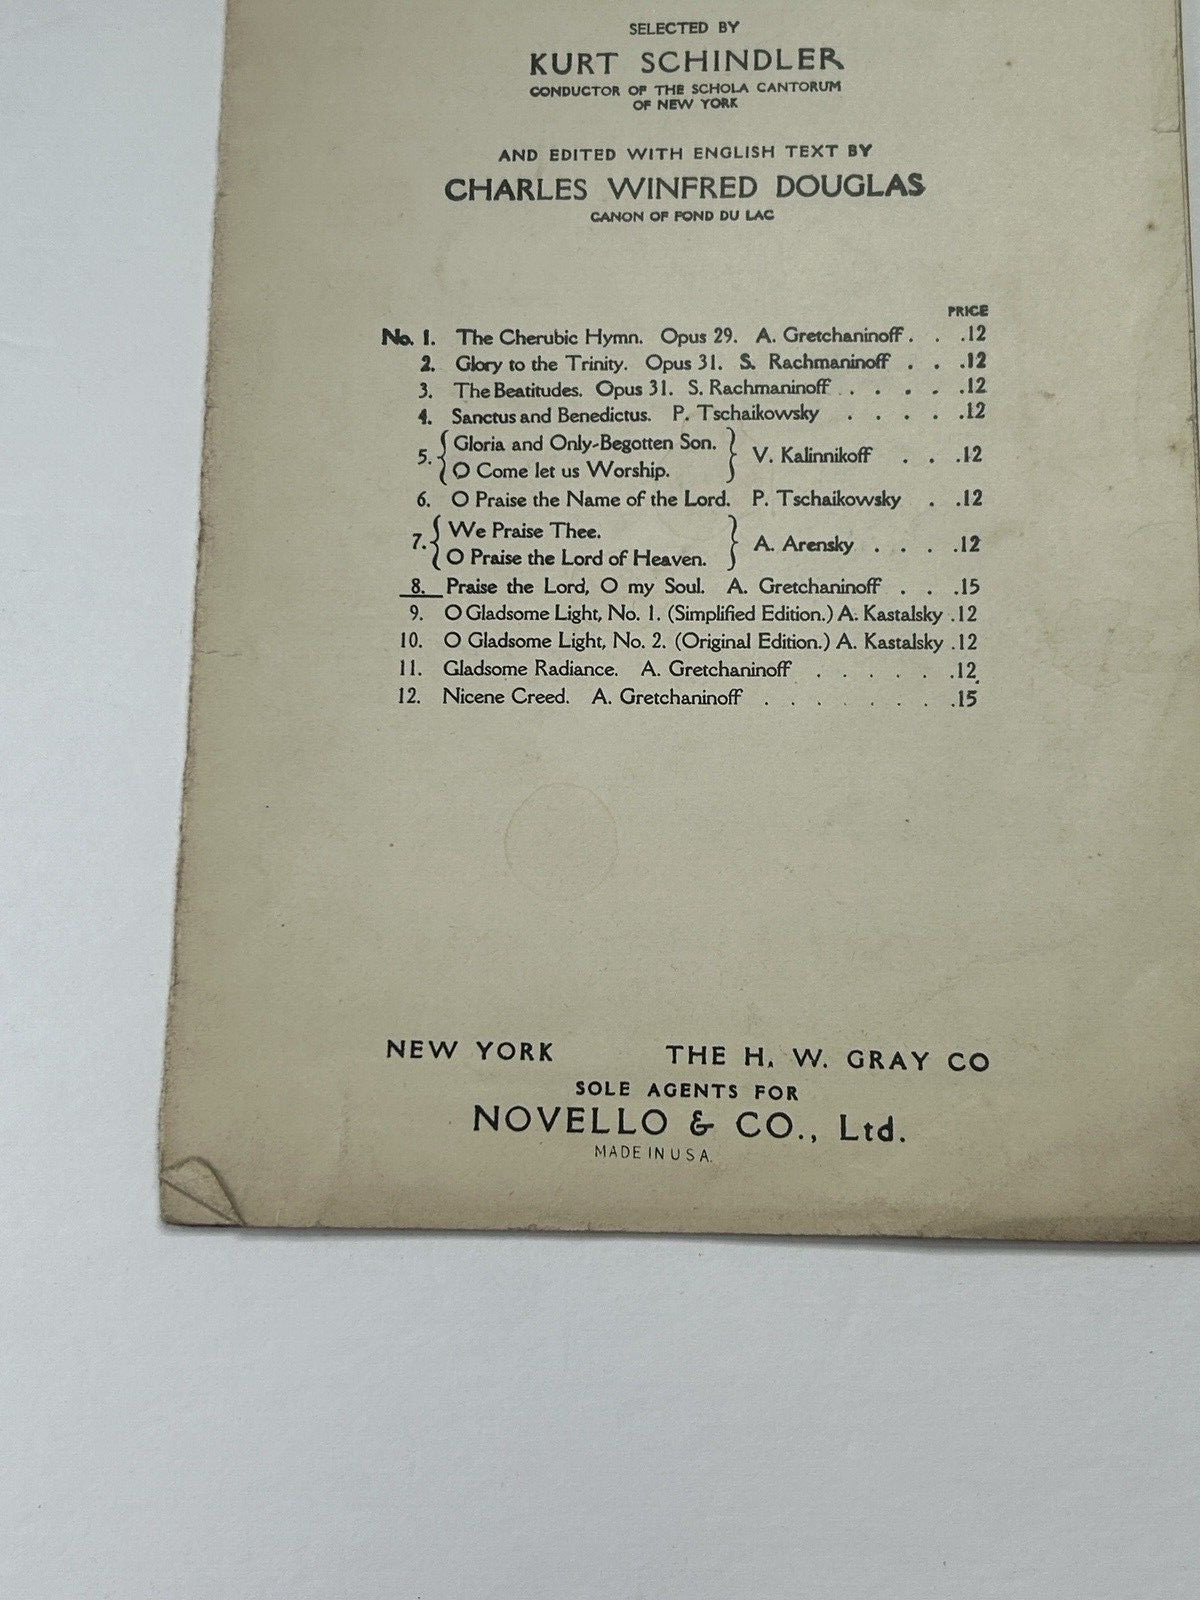 SELECTED BY
KURT SCHINDLER
CONDUCTOR OF THE SCHOLA CANTORUM
OF NEW YORK
AND EDITED WITH ENGLISH TEXT BY
CHARLES WINFRED DOUGLAS
CANON OF FOND DU LAC
PRICE
No. 1. The Cherubic Hymn. Opus 29. A. Gretchaninoff . . .12
2. Glory to the Trinity. Opus 31. S. Rachmaninoff . . .12
3. The Beatitudes. Opus 31. S. Rachmaninoff . . . . .12
4. Sanctus and Benedictus. P. Tschaikowsky . . . . .12
5. { Gloria and Only-Begotten Son. } V. Kalinnikoff . . .12
O Come let us Worship.
6. O Praise the Name of the Lord. P. Tschaikowsky . .12
7. { We Praise Thee. } A. Arensky . . . .12
O Praise the Lord of Heaven.
8. Praise the Lord, O my Soul. A. Gretchaninoff . . .15
9. O Gladsome Light, No. 1. (Simplified Edition.) A. Kastalsky .12
10. O Gladsome Light, No. 2. (Original Edition.) A. Kastalsky .12
11. Gladsome Radiance. A. Gretchaninoff . . . . . .12
12. Nicene Creed. A. Gretchaninoff . . . . . . . .15
NEW YORK THE H. W. GRAY CO
SOLE AGENTS FOR
NOVELLO & CO., Ltd.
MADE IN U S A.